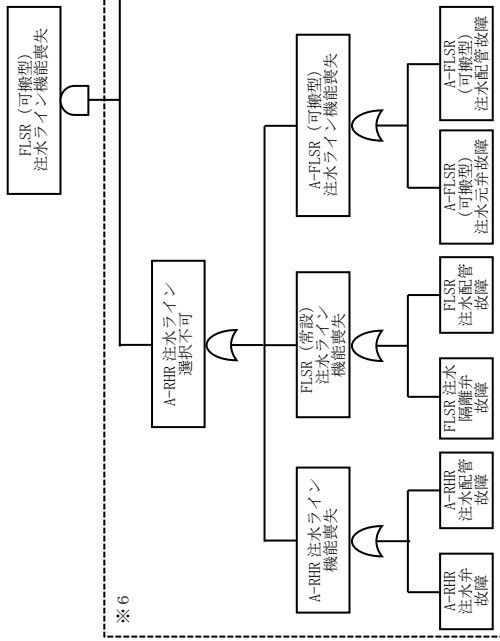 FLSR（可搬型）
注水ライン機能喪失
※6
A-RHR 注水ライン
選択不可
A-RHR 注水ライン
機能喪失
FLSR（常設）
注水ライン
機能喪失
A-FLSR（可搬型）
注水ライン機能喪失
A-RHR
注水弁
故障
A-RHR
注水配管
故障
FLSR 注水
隔離弁
故障
FLSR
注水配管
故障
A-FLSR
（可搬型）
注水元弁故障
A-FLSR
（可搬型）
注水配管故障